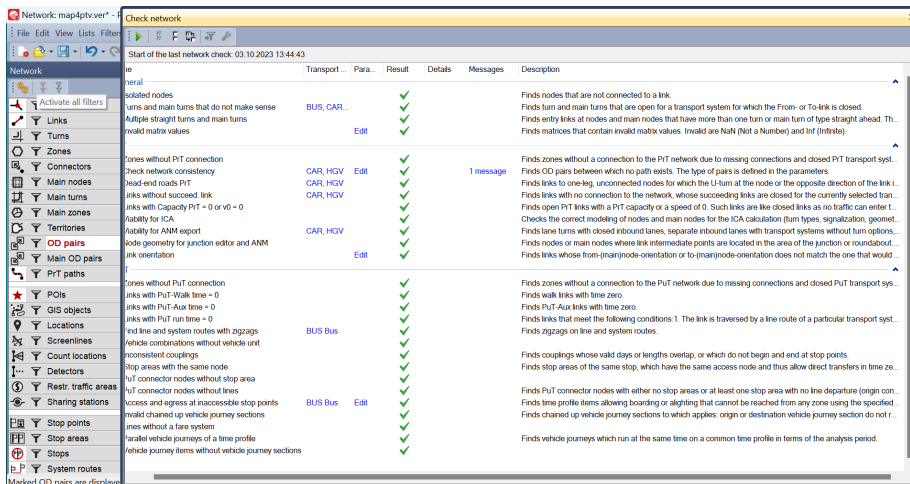 Network: map4ptv.ver* - P
Check network
File Edit View Lists Filters
Start of the last network check: 03.10.2023 13:44:43
Network
Activate all filters
Links
Turns
Zones
Connectors
Main nodes
Main turns
Main zones
Territories
OD pairs
Main OD pairs
PrT paths
POIs
GIS objects
Locations
Screenlines
Count locations
Detectors
Restr. traffic areas
Sharing stations
Stop points
Stop areas
Stops
System routes
Marked OD pairs are displaye
ne Transport ... Para... Result Details Messages Description
neral
solated nodes Finds nodes that are not connected to a link.
Turns and main turns that do not make sense BUS, CAR... Finds turn and main turns that are open for a transport system for which the From- or To-link is closed.
Multiple straight turns and main turns Finds entry links at nodes and main nodes that have more than one turn or main turn of type straight ahead. Th...
nvalid matrix values Edit Finds matrices that contain invalid matrix values. Invalid are NaN (Not a Number) and Inf (Infinite).
Zones without PrT connection Finds zones without a connection to the PrT network due to missing connections and closed PrT transport syst...
Check network consistency CAR, HGV Edit 1 message Finds OD pairs between which no path exists. The type of pairs is defined in the parameters.
Dead-end roads PrT CAR, HGV Finds links to one-leg, unconnected nodes for which the U-turn at the node or the opposite direction of the link i...
Links without succeed. link CAR, HGV Finds links with no connection to the network, whose succeeding links are closed for the currently selected tran...
Links with Capacity PrT = 0 or v0 = 0 Finds open PrT links with a PrT capacity or a speed of 0. Such links are like closed links as no traffic can enter t...
Viability for ICA Checks the correct modeling of nodes and main nodes for the ICA calculation (turn types, signalization, geomet...
Viability for ANM export CAR, HGV Finds lane turns with closed inbound lanes, separate inbound lanes with transport systems without turn options,...
Node geometry for junction editor and ANM Finds nodes or main nodes where link intermediate points are located in the area of the junction or roundabout....
Link orientation Edit Finds links whose from-(main)node-orientation or to-(main)node-orientation does not match the one that would ...
T
Zones without PuT connection Finds zones without a connection to the PuT network due to missing connections and closed PuT transport sys...
Links with PuT-Walk time = 0 Finds walk links with time zero.
Links with PuT-Aux time = 0 Finds PuT-Aux links with time zero.
Links with PuT run time = 0 Finds links that meet the following conditions:1. The link is traversed by a line route of a particular transport syst...
Find line and system routes with zigzags BUS Bus Finds zigzags on line and system routes.
Vehicle combinations without vehicle unit
Inconsistent couplings Finds couplings whose valid days or lengths overlap, or which do not begin and end at stop points.
Stop areas with the same node Finds stop areas of the same stop, which have the same access node and thus allow direct transfers in time ze...
PuT connector nodes without stop area
PuT connector nodes without lines Finds PuT connector nodes with either no stop areas or at least one stop area with no line departure (origin con...
Access and egress at inaccessible stop points BUS Bus Edit Finds time profile items allowing boarding or alighting that cannot be reached from any zone using the specified...
nvalid chained up vehicle journey sections Finds chained up vehicle journey sections to which applies: origin or destination vehicle journey section do not r...
Lines without a fare system
Parallel vehicle journeys of a time profile Finds vehicle journeys which run at the same time on a common time profile in terms of the analysis period.
Vehicle journey items without vehicle journey sections